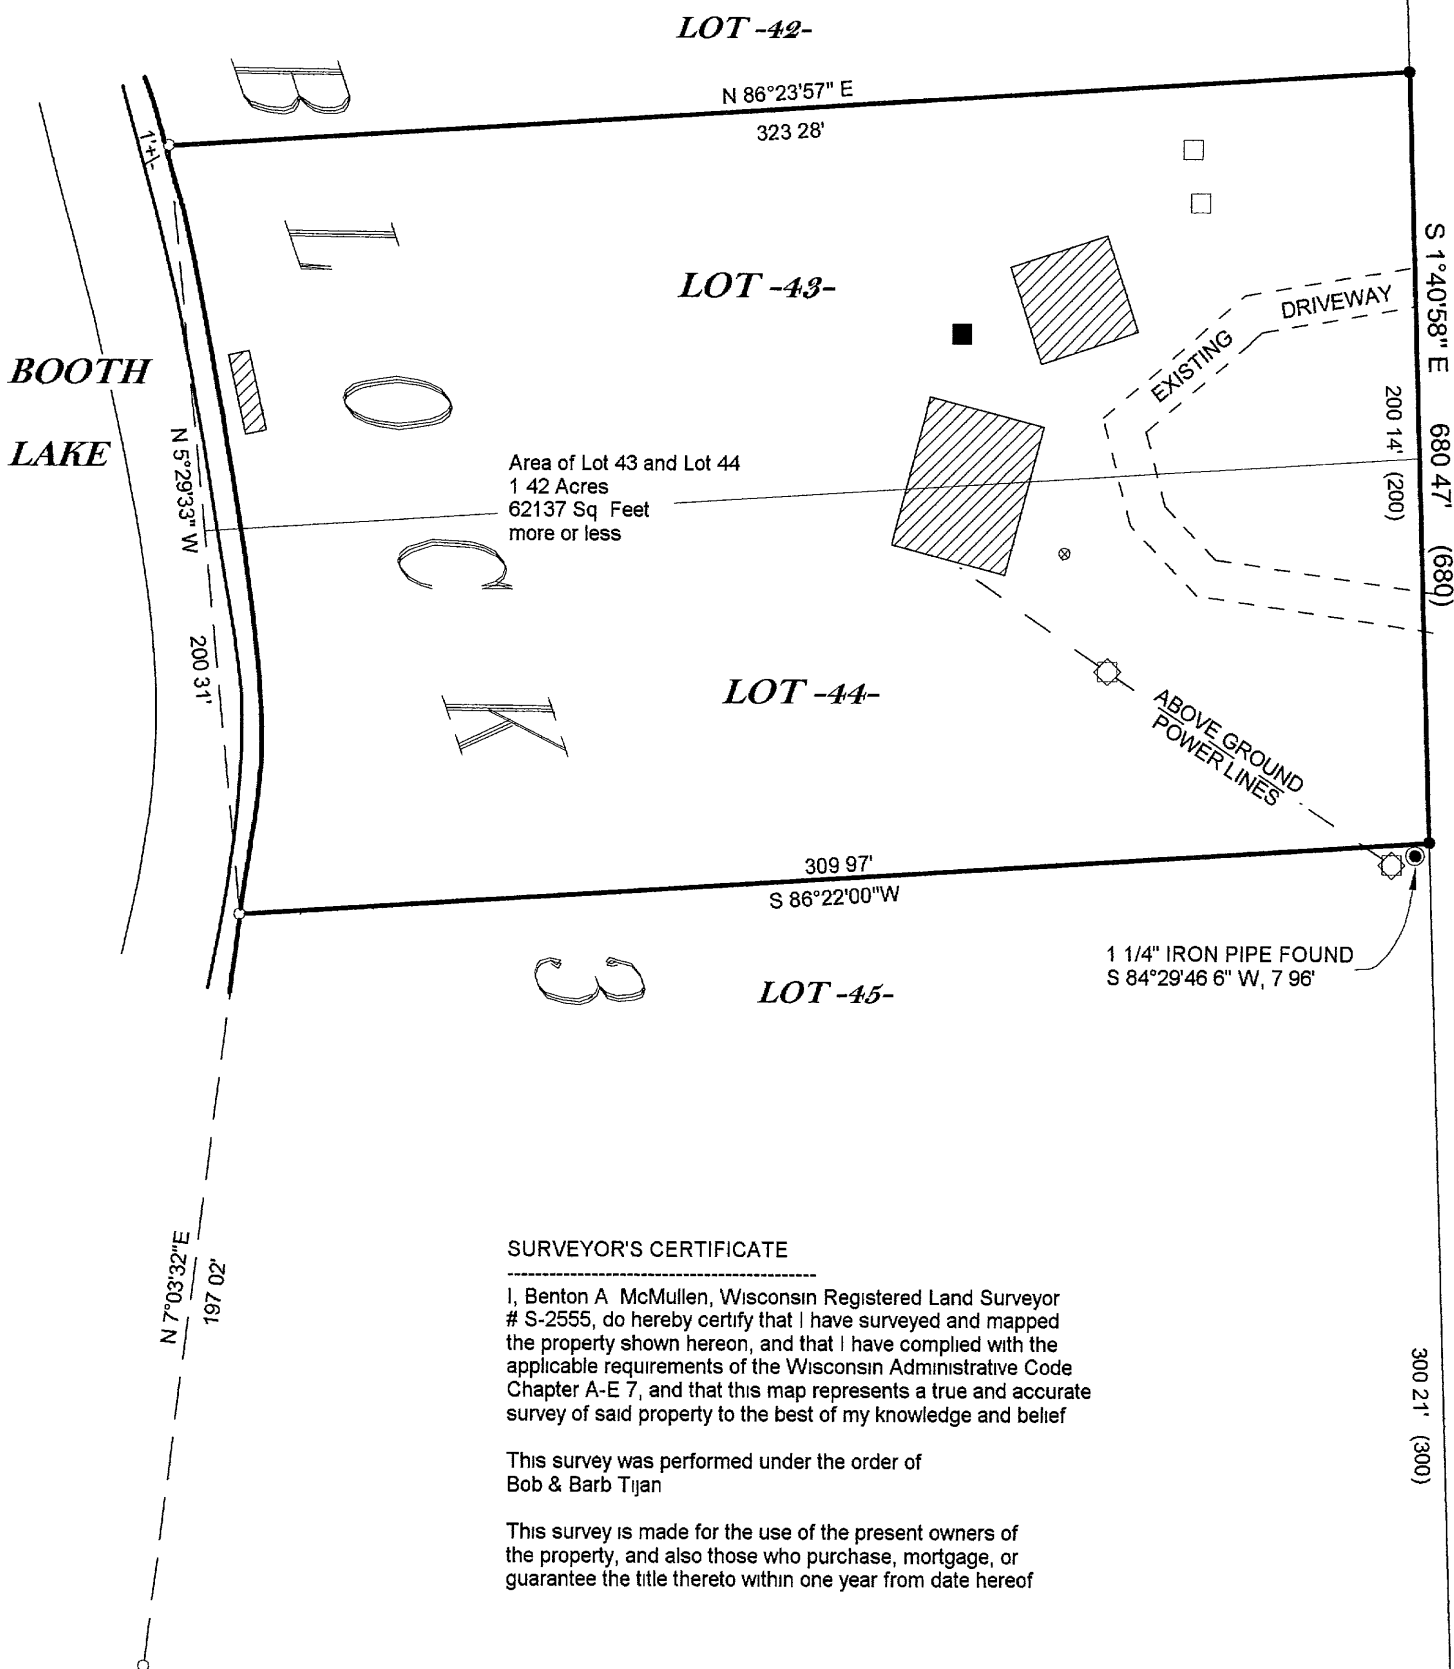 LOT -42-
N 86°23'57" E
323 28'
1'+/-
BLOCK 3
LOT -43-
DRIVEWAY
EXISTING
S 1°40'58" E 680 47' (680)
200 14' (200)
BOOTH
LAKE
N 5°29'33" W
200 31'
Area of Lot 43 and Lot 44
1 42 Acres
62137 Sq Feet
more or less
LOT -44-
ABOVE GROUND
POWER LINES
309 97'
S 86°22'00"W
1 1/4" IRON PIPE FOUND
S 84°29'46 6" W, 7 96'
LOT -45-
N 7°03'32"E
197 02'
300 21' (300)
SURVEYOR'S CERTIFICATE
--------------------------------------------
I, Benton A McMullen, Wisconsin Registered Land Surveyor
# S-2555, do hereby certify that I have surveyed and mapped
the property shown hereon, and that I have complied with the
applicable requirements of the Wisconsin Administrative Code
Chapter A-E 7, and that this map represents a true and accurate
survey of said property to the best of my knowledge and belief
This survey was performed under the order of
Bob & Barb Tijan
This survey is made for the use of the present owners of
the property, and also those who purchase, mortgage, or
guarantee the title thereto within one year from date hereof